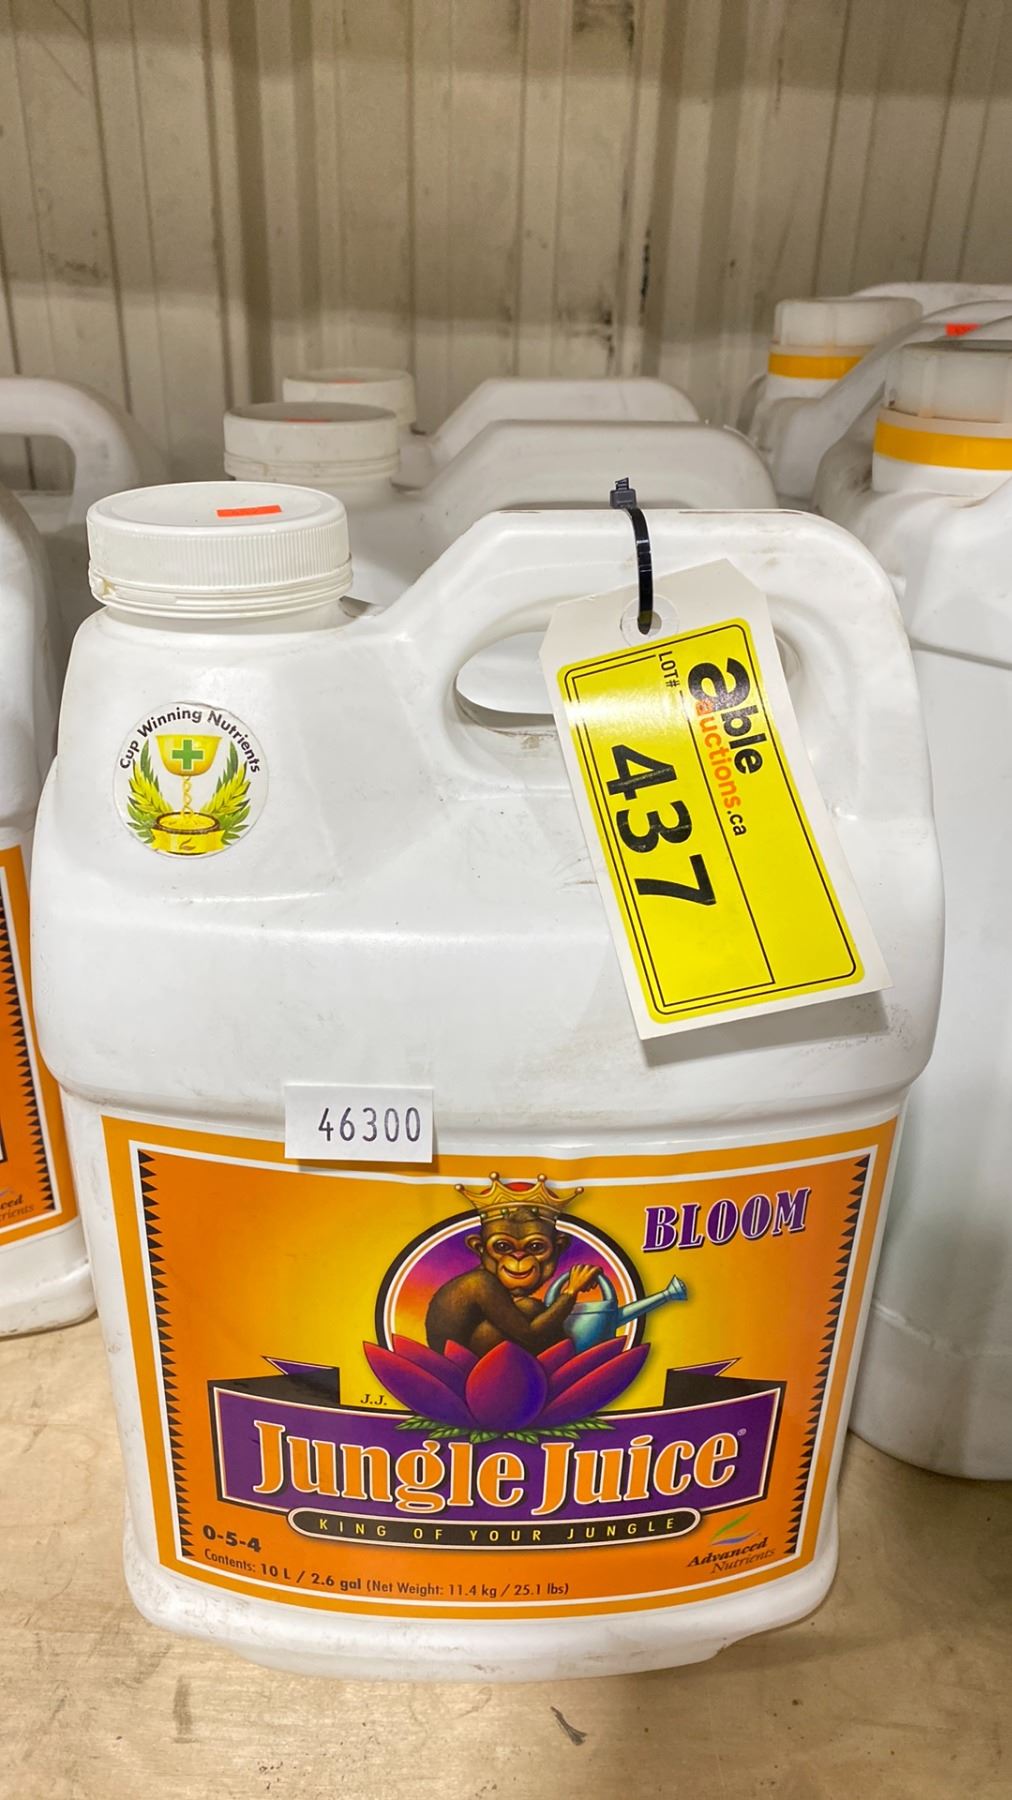 Cup Winning Nutrients
LOT#
437
able
auctions.ca
46300
BLOOM
J.J.
Jungle Juice®
KING OF YOUR JUNGLE
0-5-4
Contents: 10 L / 2.6 gal (Net Weight: 11.4 kg / 25.1 lbs)
Advanced
Nutrients